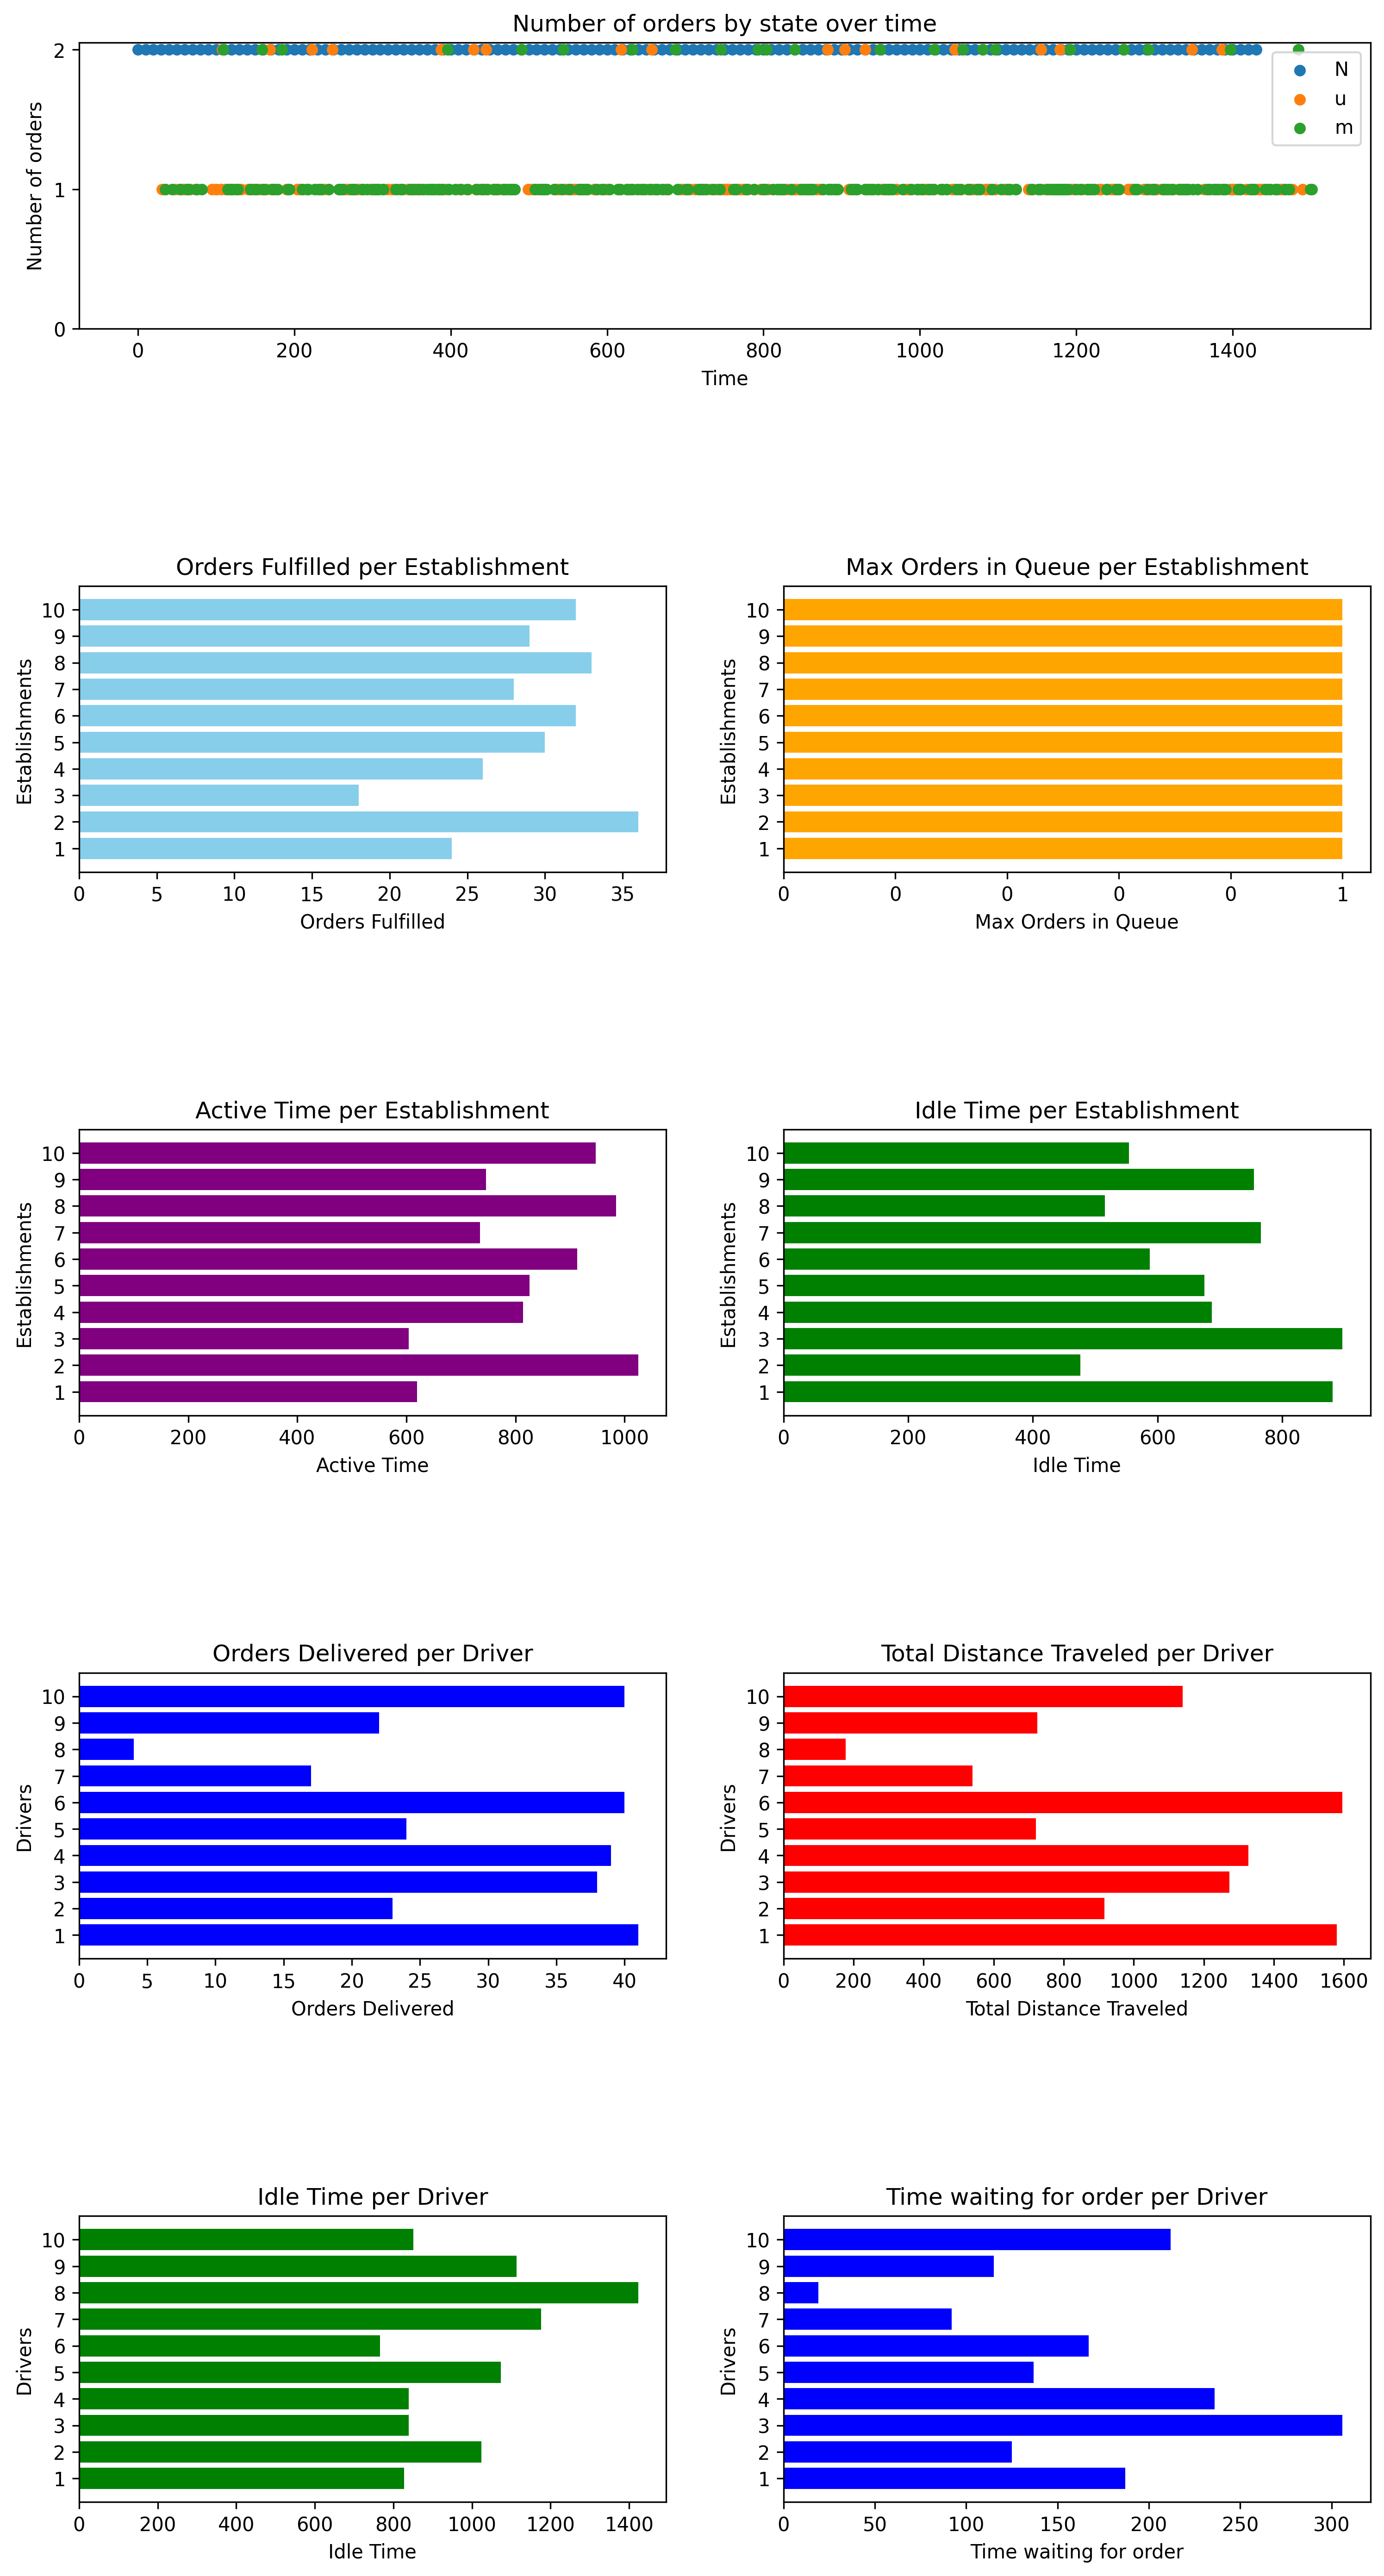 Number of orders by state over time
Number of orders
2
1
0
N
u
m
0 200 400 600 800 1000 1200 1400
Time
Orders Fulfilled per Establishment
Establishments
10
9
8
7
6
5
4
3
2
1
0 5 10 15 20 25 30 35
Orders Fulfilled
Max Orders in Queue per Establishment
Establishments
10
9
8
7
6
5
4
3
2
1
0 0 0 0 0 1
Max Orders in Queue
Active Time per Establishment
Establishments
10
9
8
7
6
5
4
3
2
1
0 200 400 600 800 1000
Active Time
Idle Time per Establishment
Establishments
10
9
8
7
6
5
4
3
2
1
0 200 400 600 800
Idle Time
Orders Delivered per Driver
Drivers
10
9
8
7
6
5
4
3
2
1
0 5 10 15 20 25 30 35 40
Orders Delivered
Total Distance Traveled per Driver
Drivers
10
9
8
7
6
5
4
3
2
1
0 200 400 600 800 1000 1200 1400 1600
Total Distance Traveled
Idle Time per Driver
Drivers
10
9
8
7
6
5
4
3
2
1
0 200 400 600 800 1000 1200 1400
Idle Time
Time waiting for order per Driver
Drivers
10
9
8
7
6
5
4
3
2
1
0 50 100 150 200 250 300
Time waiting for order